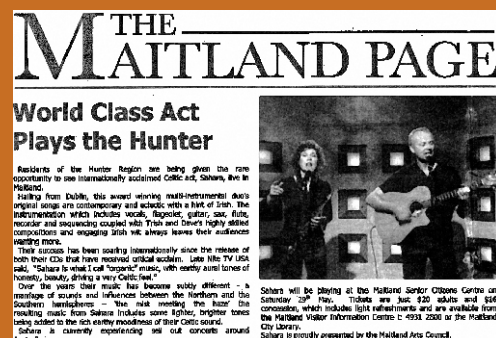 THE
MAITLAND PAGE
World Class Act
Plays the Hunter
Residents of the Hunter Region are being given the rare
opportunity to see internationally acclaimed Celtic act, Sahara, live in
Maitland.
Hailing from Dublin, this award winning multi-instrumental duo's
original songs are contemporary and eclectic with a hint of Irish. The
instrumentation which includes vocals, flageolet, guitar, sax, flute,
recorder and sequencing coupled with Trish and Dave's highly skilled
compositions and engaging Irish wit always leaves their audiences
wanting more.
Their success has been soaring internationally since the release of
both their CDs that have received critical acclaim. Late Nite TV USA
said, "Sahara is what I call "organic" music, with earthy aural tones of
honesty, beauty, driving a very Celtic feel."
Over the years their music has become subtly different - a
marriage of sounds and influences between the Northern and the
Southern hemispheres - 'the mist meeting the haze' the
resulting music from Sahara includes some lighter, brighter tones
being added to the rich earthy moodiness of their Celtic sound.
Sahara is currently experiencing sell out concerts around
Sahara will be playing at the Maitland Senior Citizens Centre on
Saturday 29th May. Tickets are just $20 adults and $16
concession, which includes light refreshments and are available from
the Maitland Visitor Information Centre t: 4931 2800 or the Maitland
City Library.
Sahara is proudly presented by the Maitland Arts Council.